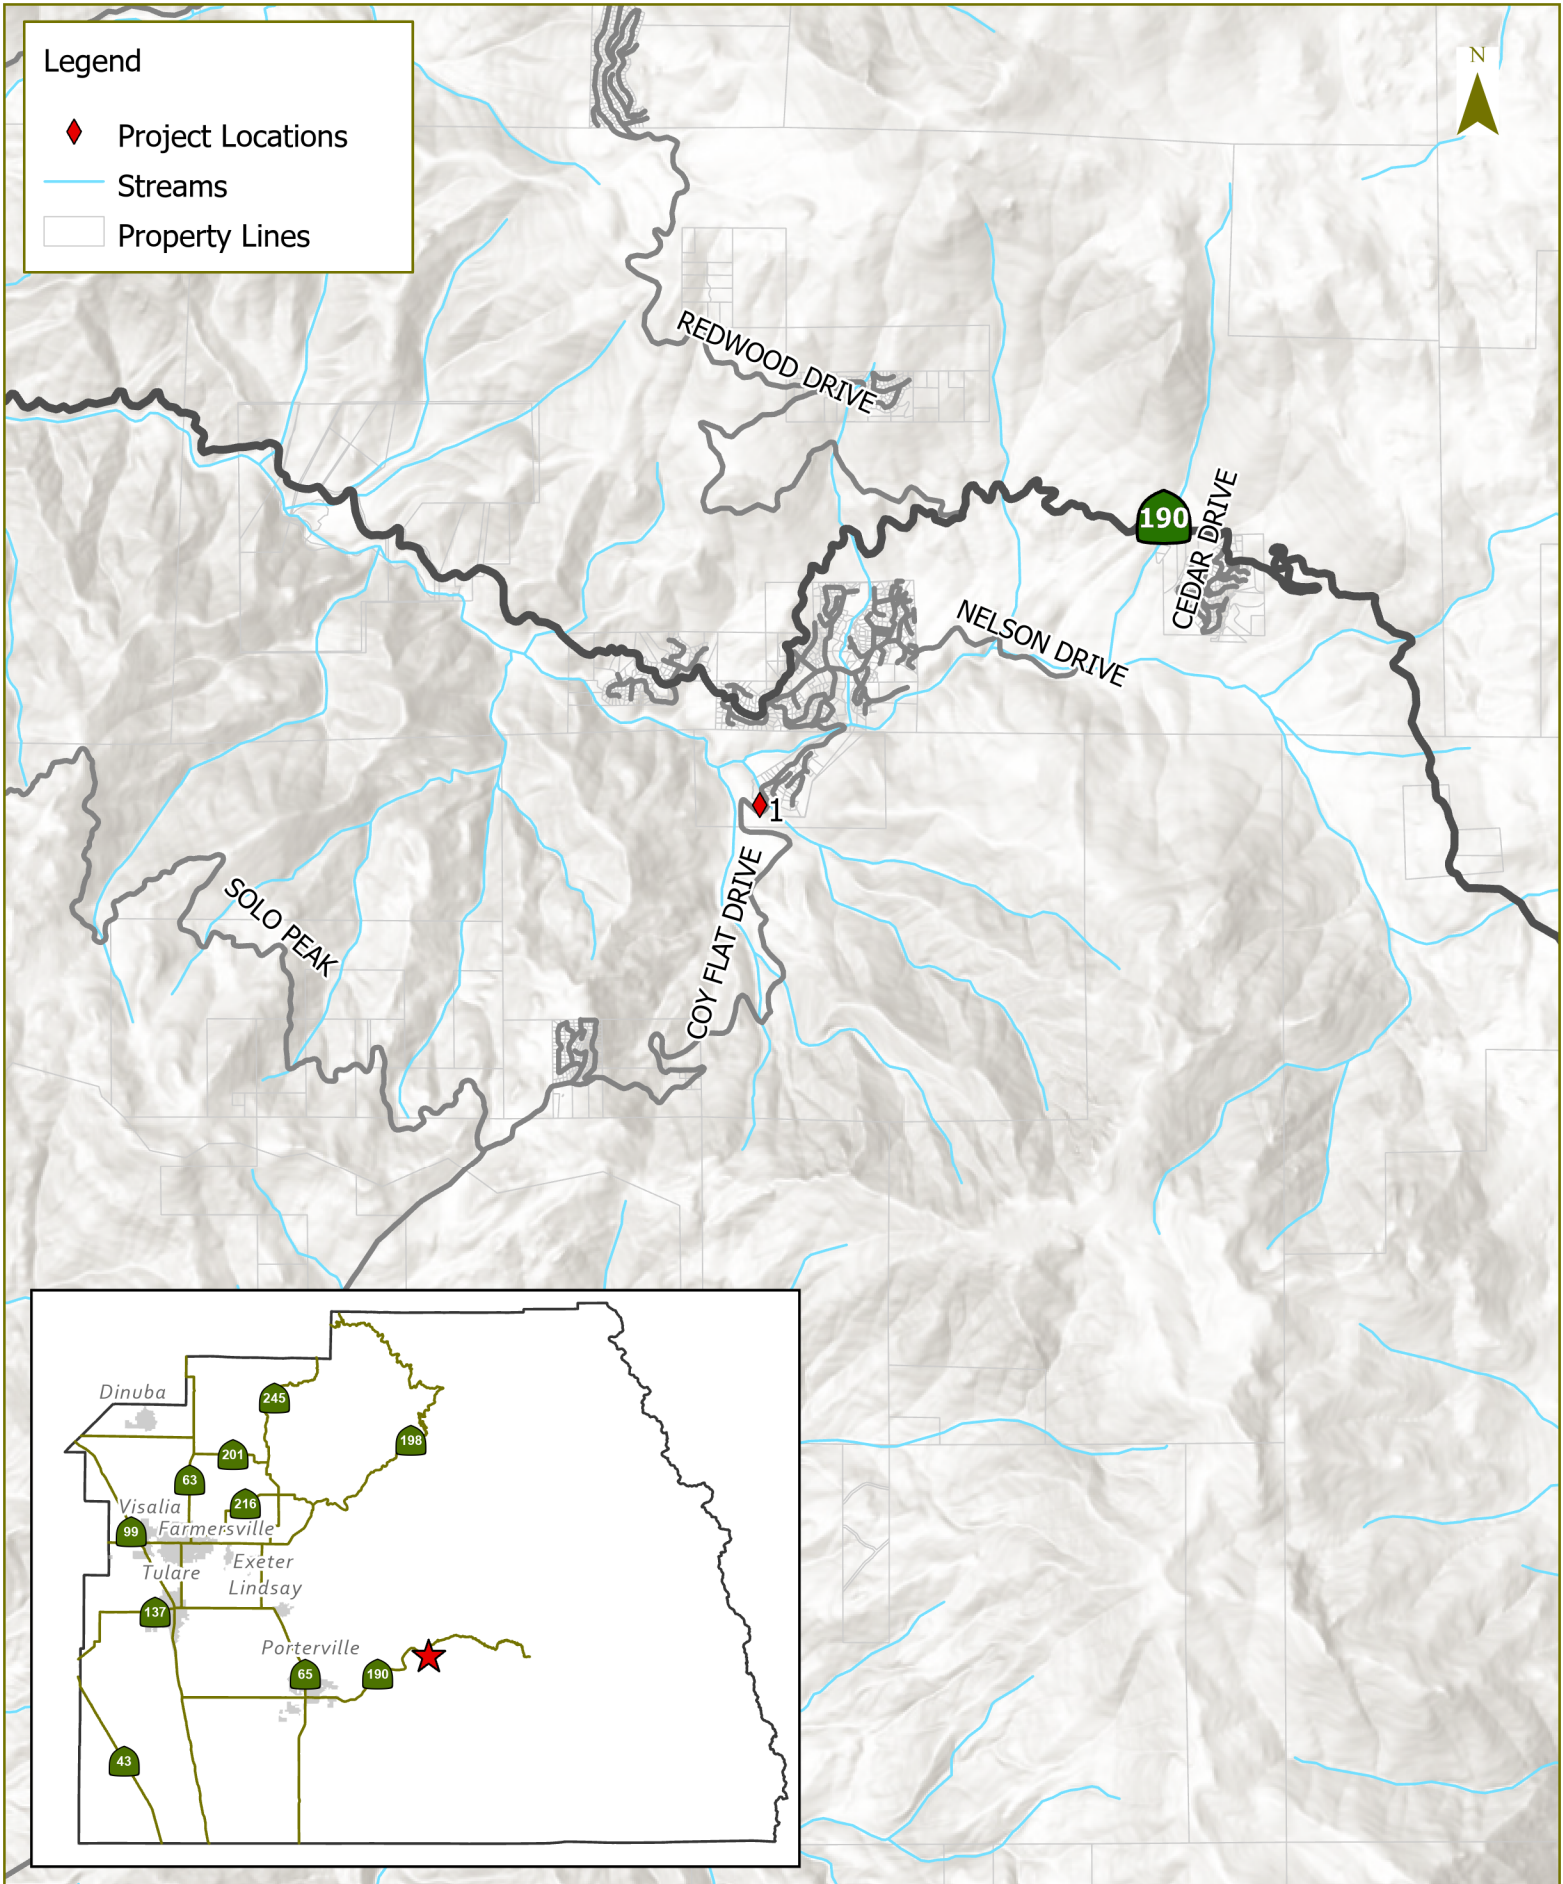 Legend
Project Locations
Streams
Property Lines
N
REDWOOD DRIVE
190
CEDAR DRIVE
NELSON DRIVE
1
COY FLAT DRIVE
SOLO PEAK
Dinuba
245
198
201
63
216
Visalia
99
Farmersville
Exeter
Tulare
Lindsay
137
Porterville
65
190
43